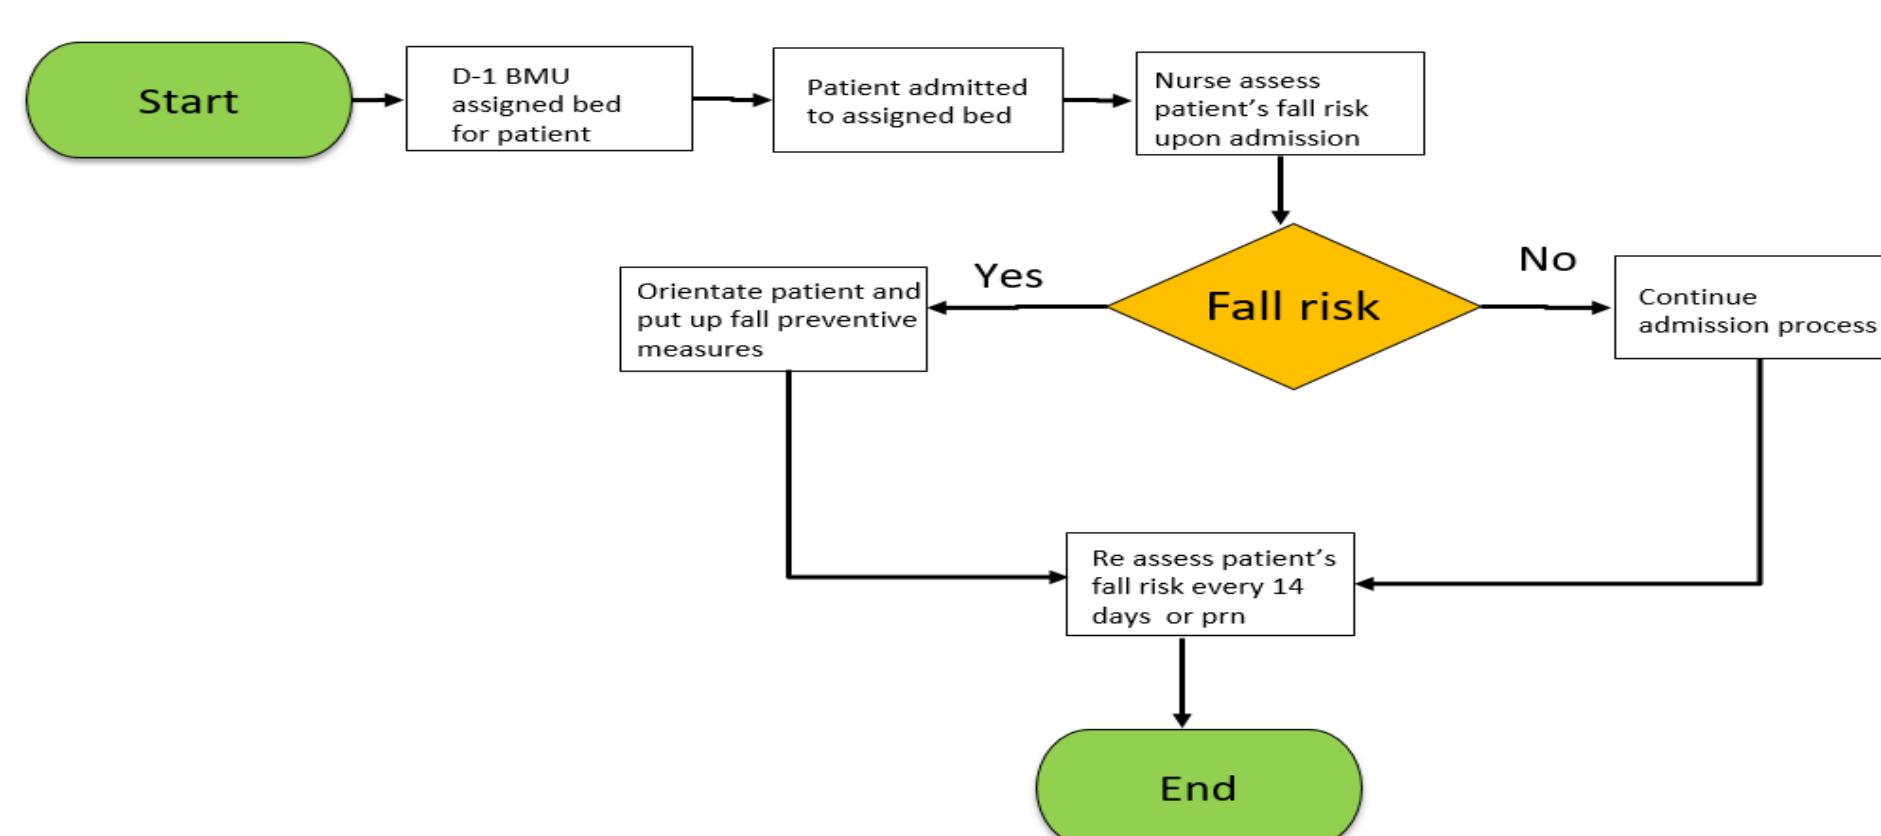 Start
D-1 BMU
assigned bed
for patient
Patient admitted
to assigned bed
Nurse assess
patient’s fall risk
upon admission
Yes
No
Orientate patient and
put up fall preventive
measures
Fall risk
Continue
admission process
Re assess patient’s
fall risk every 14
days or prn
End